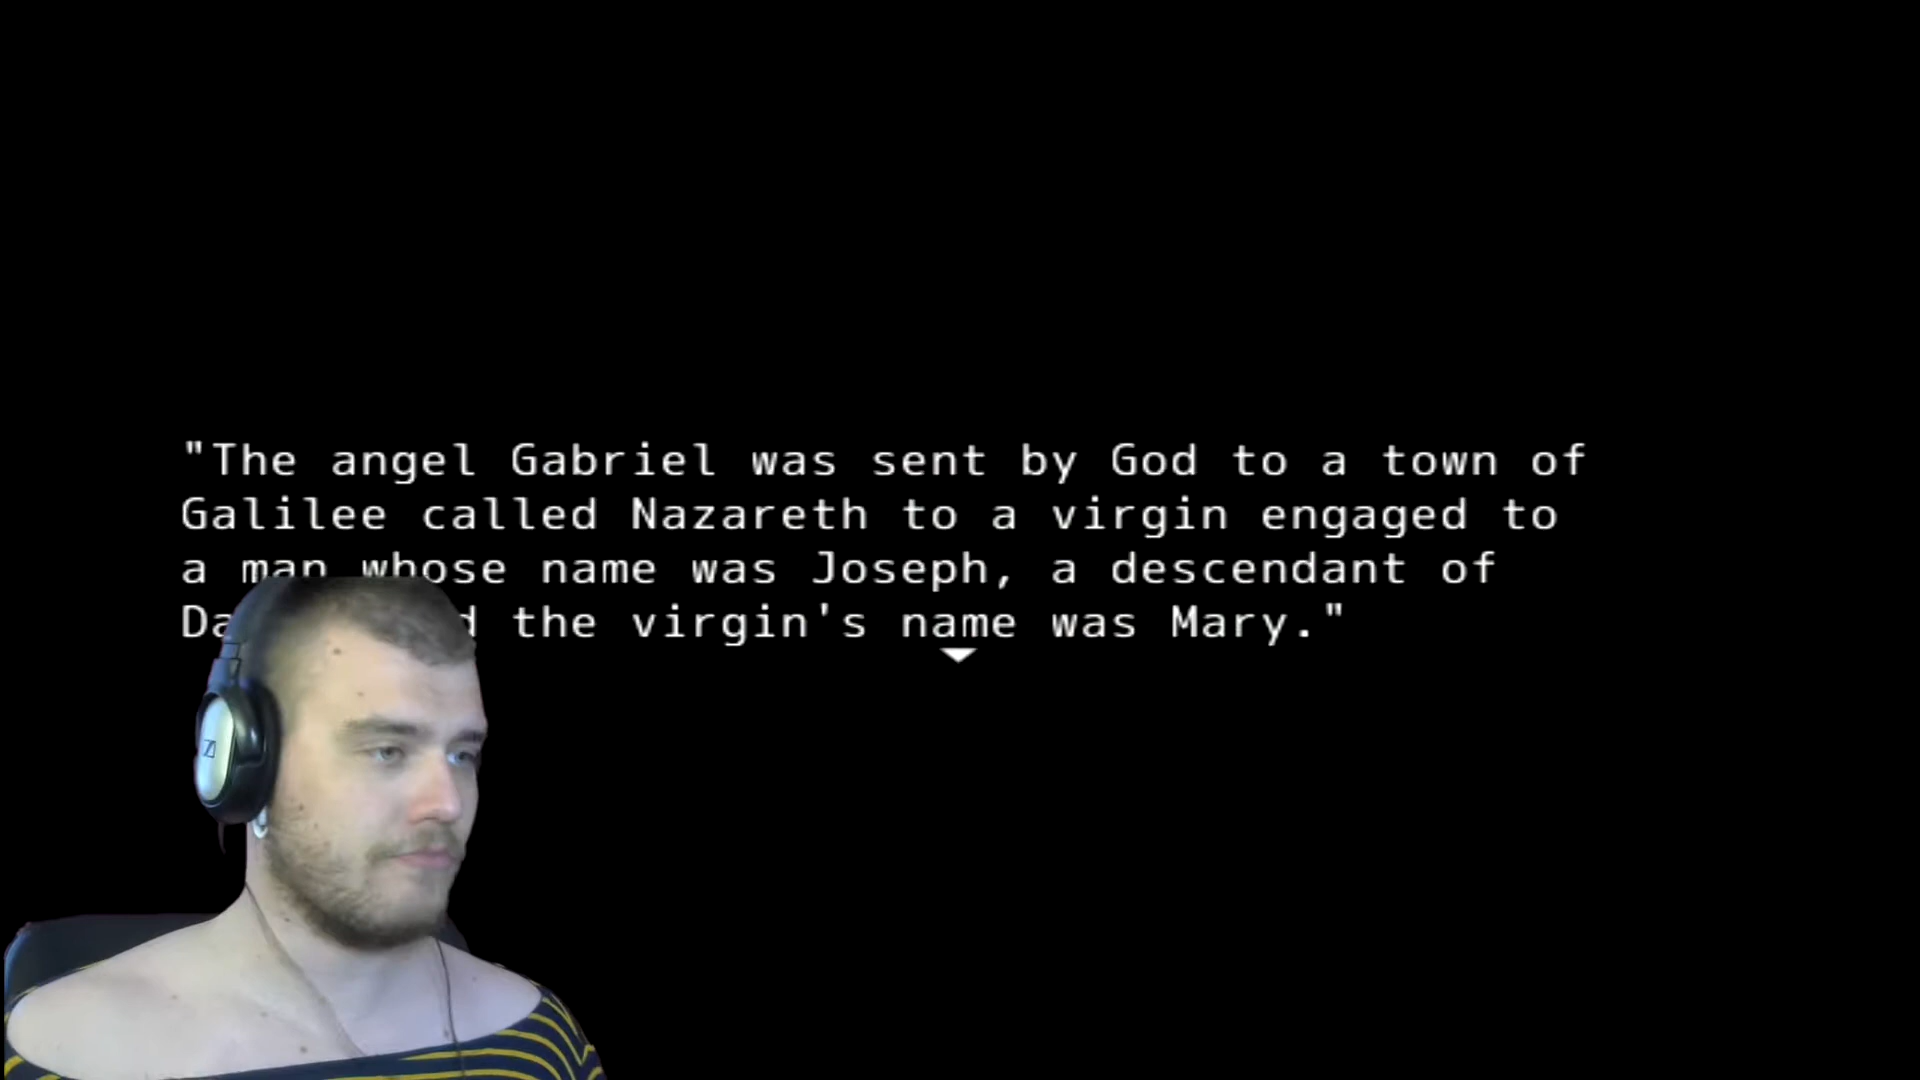 "The angel Gabriel was sent by God to a town of
Galilee called Nazareth to a virgin engaged to
a man whose name was Joseph, a descendant of
the virgin's name was Mary."